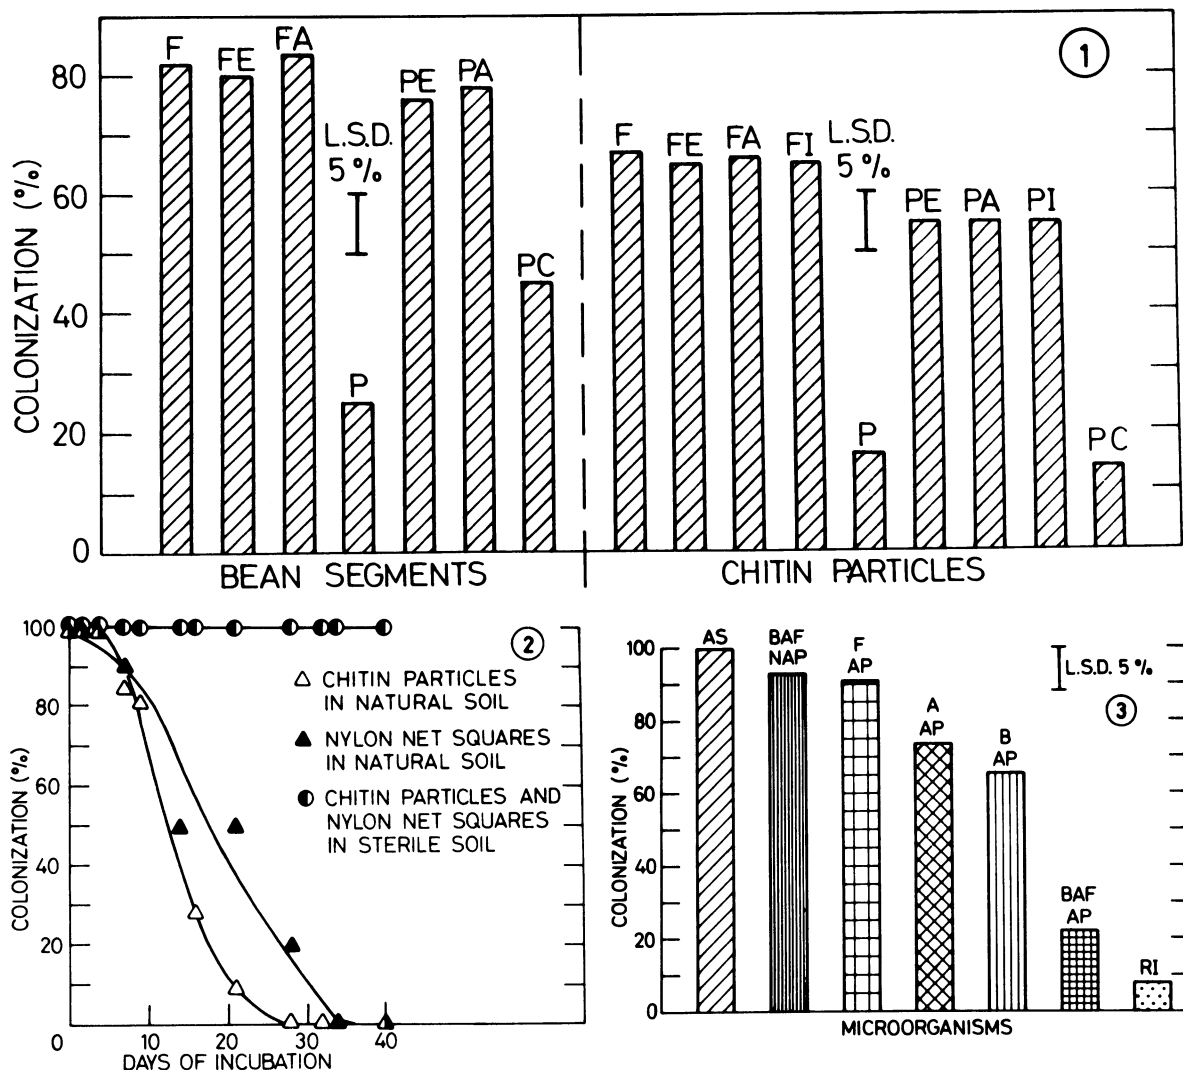 1
COLONIZATION (%)
80
60
40
20
0
F
FE
FA
L.S.D.
5 %
P
PE
PA
PC
BEAN SEGMENTS
F
FE
FA
FI
L.S.D.
5 %
P
PE
PA
PI
PC
CHITIN PARTICLES
2
COLONIZATION (%)
100
80
60
40
20
0
10
20
30
40
DAYS OF INCUBATION
CHITIN PARTICLES
IN NATURAL SOIL
NYLON NET SQUARES
IN NATURAL SOIL
CHITIN PARTICLES AND
NYLON NET SQUARES
IN STERILE SOIL
3
COLONIZATION (%)
100
80
60
40
20
0
AS
BAF
NAP
F
AP
A
AP
B
AP
BAF
AP
RI
L.S.D. 5 %
MICROORGANISMS